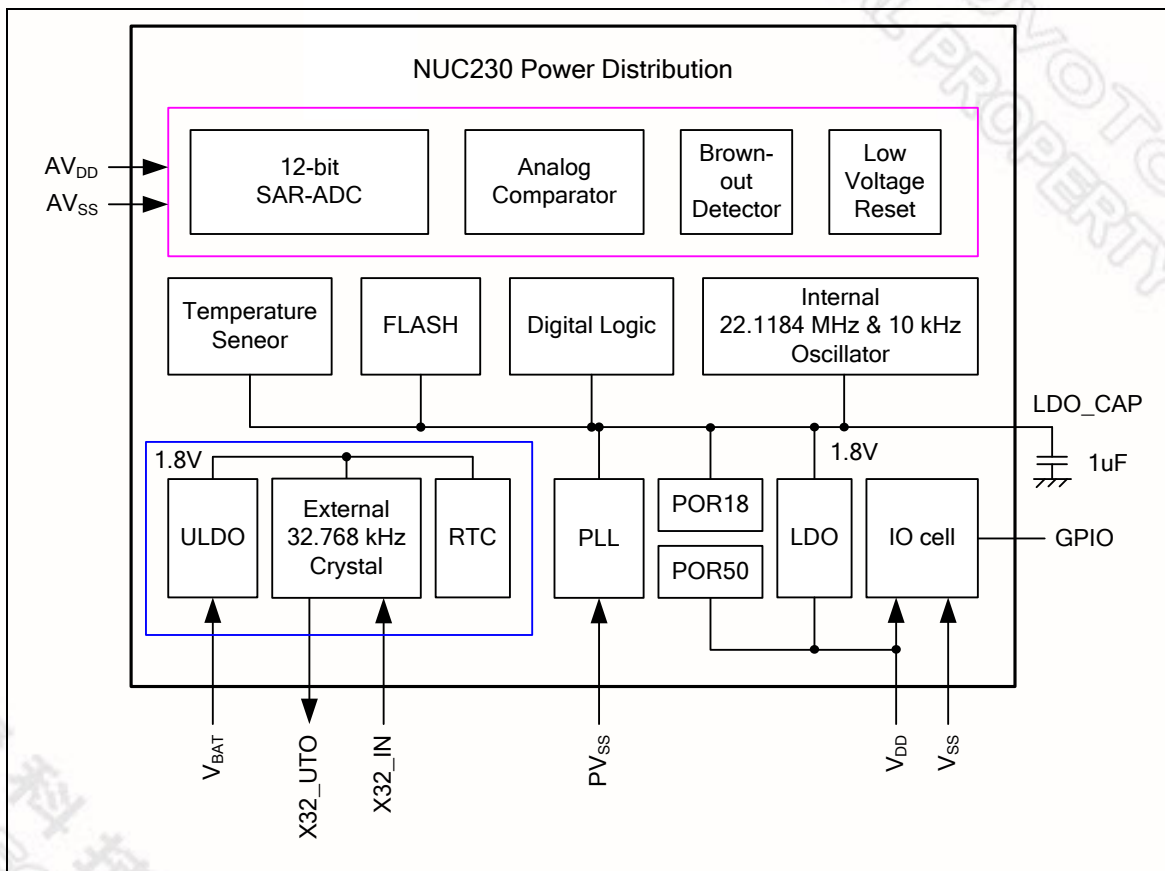 NUC230 Power Distribution
AVDD
AVSS
12-bit
SAR-ADC
Analog
Comparator
Brown-
out
Detector
Low
Voltage
Reset
Temperature
Seneor
FLASH
Digital Logic
Internal
22.1184 MHz & 10 kHz
Oscillator
LDO_CAP
1uF
1.8V
1.8V
ULDO
External
32.768 kHz
Crystal
RTC
PLL
POR18
POR50
LDO
IO cell
GPIO
VBAT
X32_UTO
X32_IN
PVSS
VDD
VSS
PROPERTY
科